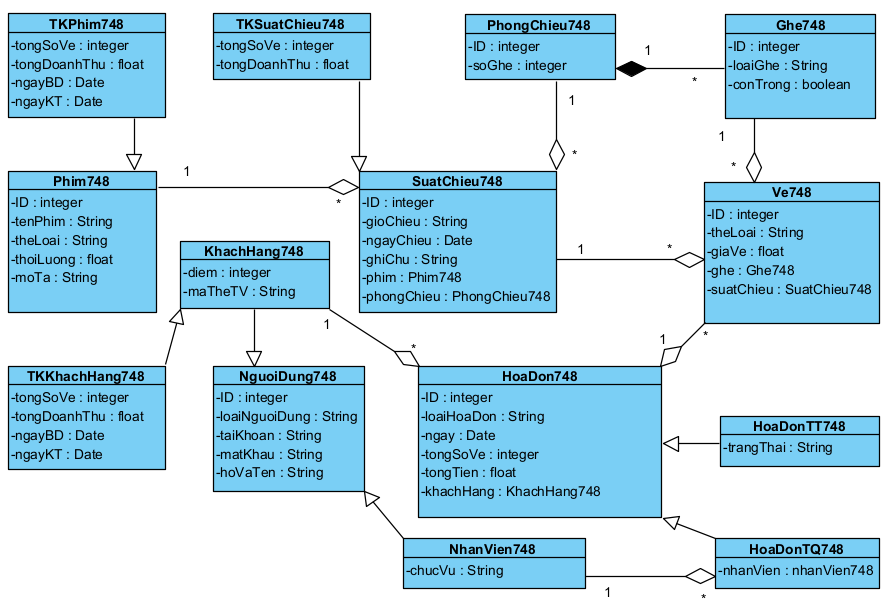 TKPhim748
-tongSoVe : integer
-tongDoanhThu : float
-ngayBD : Date
-ngayKT : Date
TKSuatChieu748
-tongSoVe : integer
-tongDoanhThu : float
PhongChieu748
-ID : integer
-soGhe : integer
1
*
Ghe748
-ID : integer
-loaiGhe : String
-conTrong : boolean
1
*
1
*
Phim748
-ID : integer
-tenPhim : String
-theLoai : String
-thoiLuong : float
-moTa : String
1
*
SuatChieu748
-ID : integer
-gioChieu : String
-ngayChieu : Date
-ghiChu : String
-phim : Phim748
-phongChieu : PhongChieu748
1
*
Ve748
-ID : integer
-theLoai : String
-giaVe : float
-ghe : Ghe748
-suatChieu : SuatChieu748
KhachHang748
-diem : integer
-maTheTV : String
1
*
1
*
TKKhachHang748
-tongSoVe : integer
-tongDoanhThu : float
-ngayBD : Date
-ngayKT : Date
NguoiDung748
-ID : integer
-loaiNguoiDung : String
-taiKhoan : String
-matKhau : String
-hoVaTen : String
HoaDon748
-ID : integer
-loaiHoaDon : String
-ngay : Date
-tongSoVe : integer
-tongTien : float
-khachHang : KhachHang748
HoaDonTT748
-trangThai : String
NhanVien748
-chucVu : String
HoaDonTQ748
-nhanVien : nhanVien748
1
*